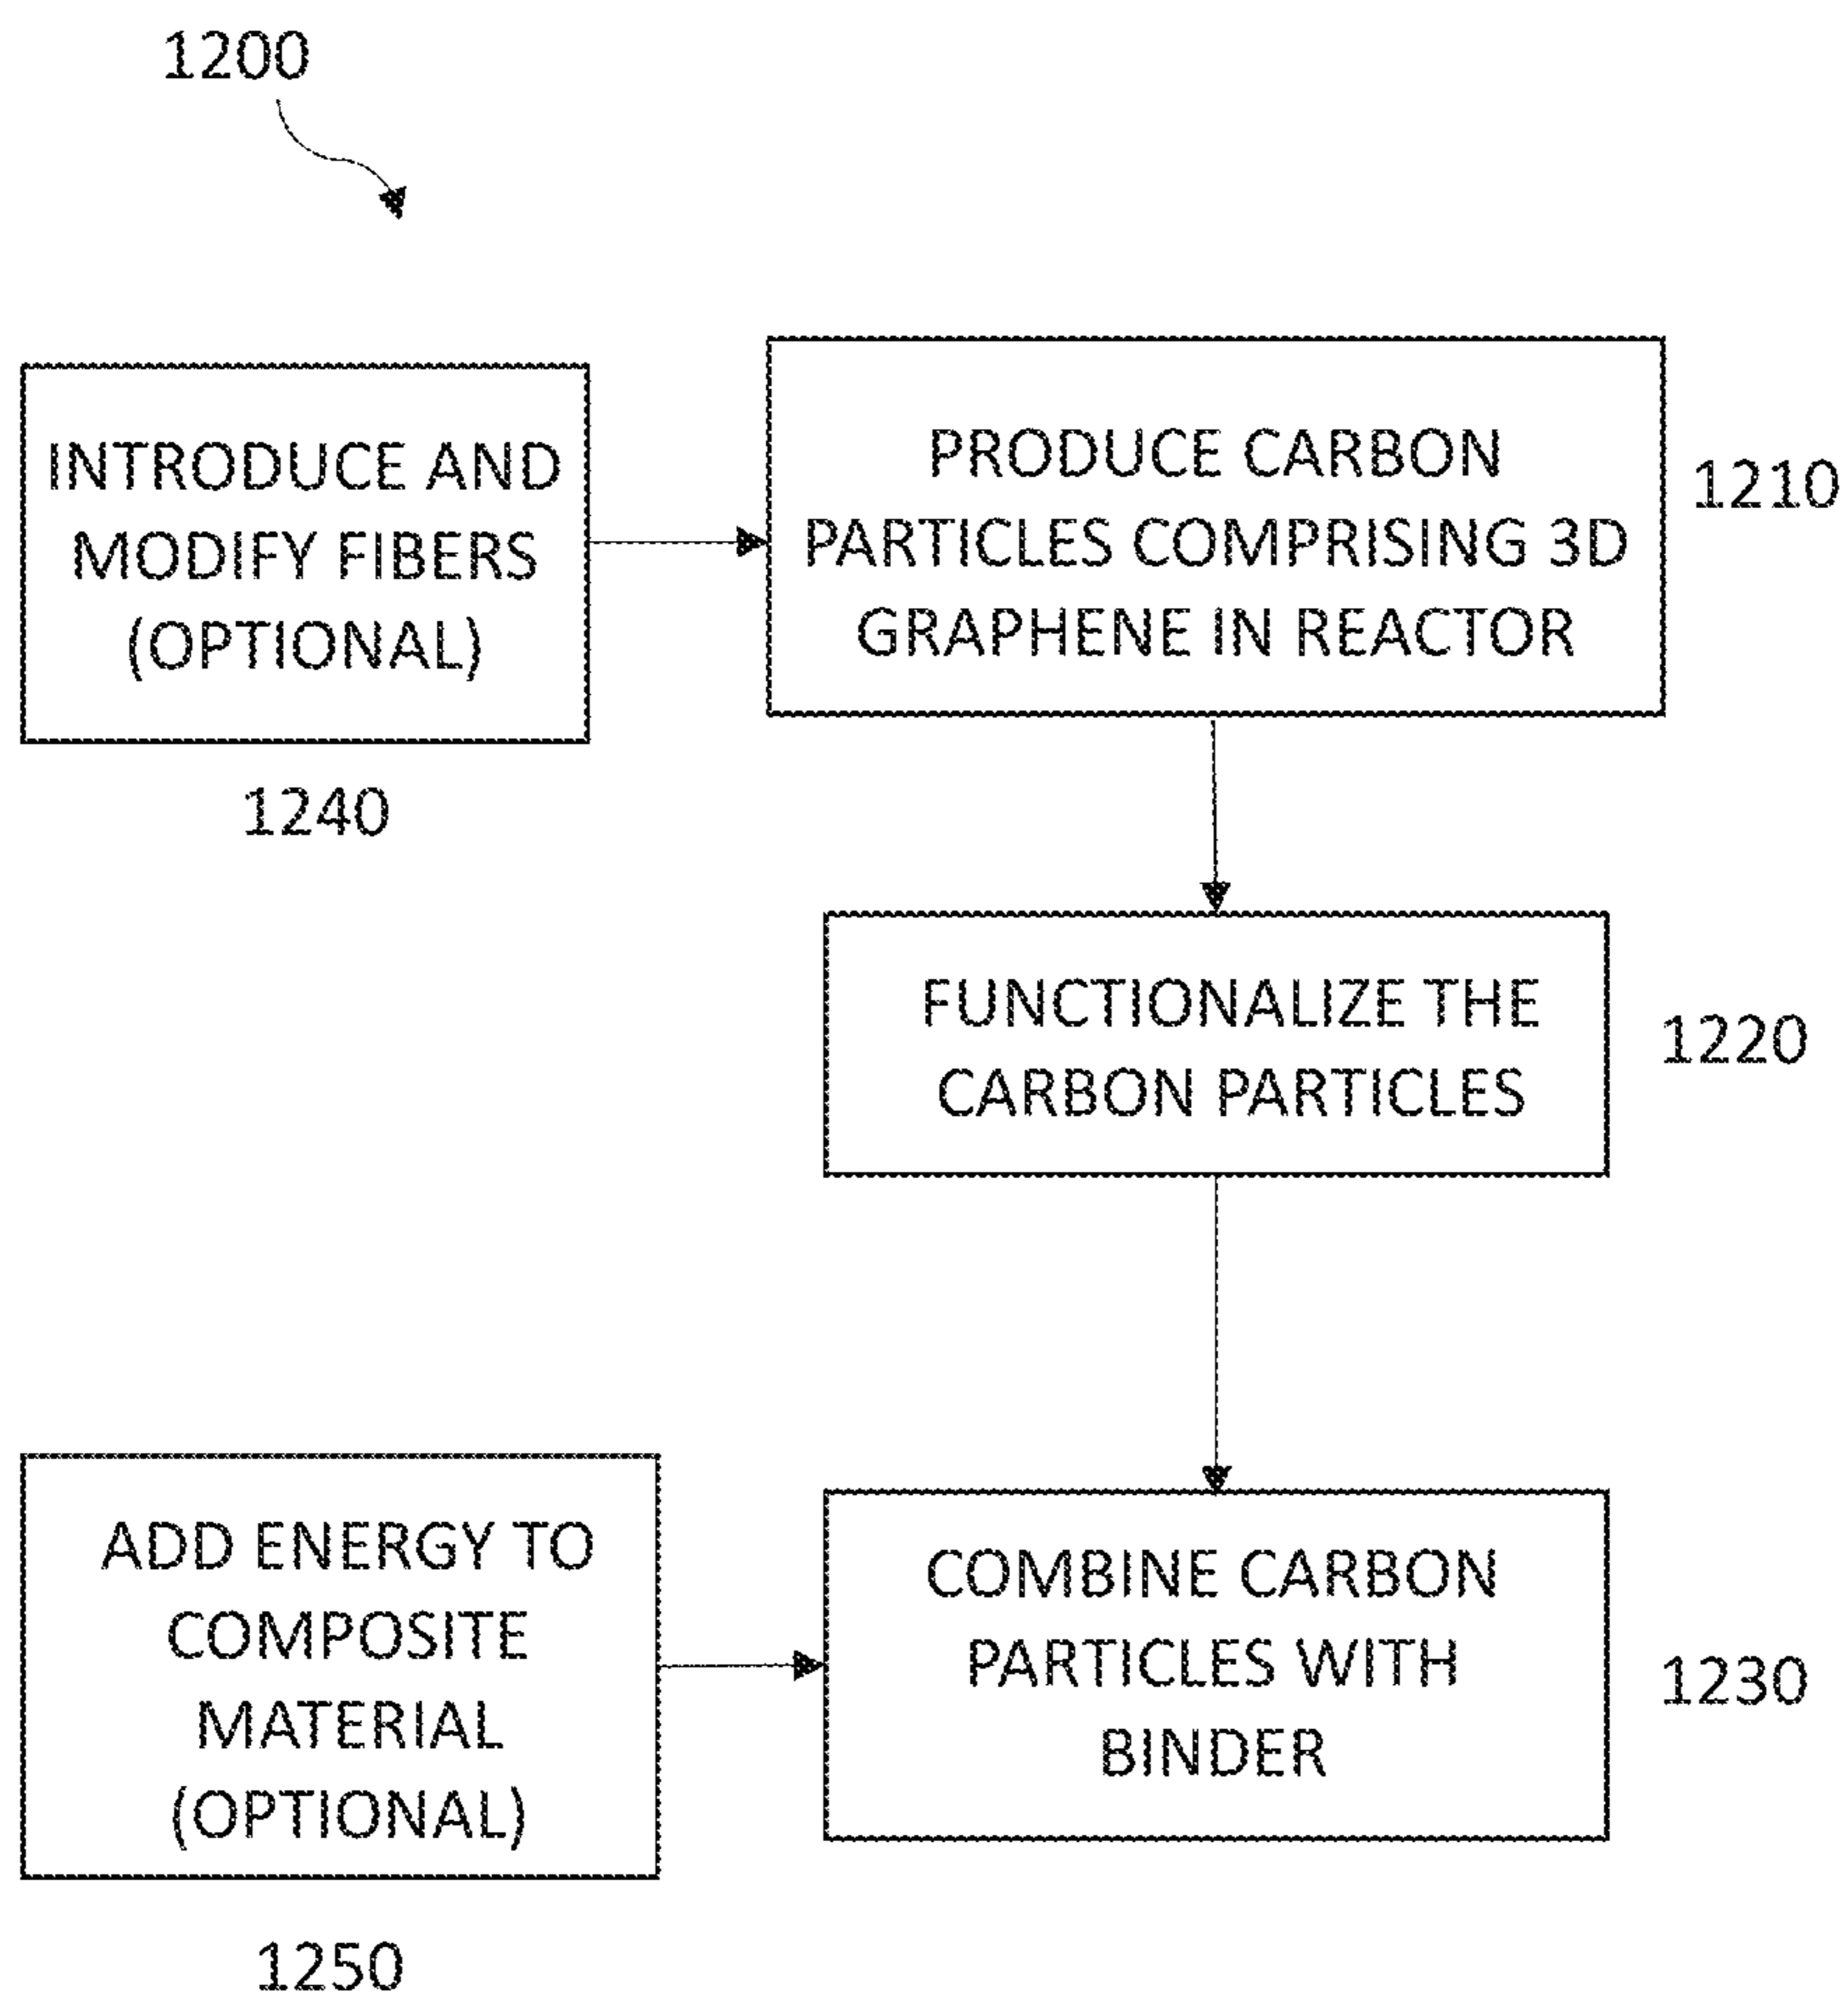 1200
INTRODUCE AND
MODIFY FIBERS
(OPTIONAL)
1240
PRODUCE CARBON
PARTICLES COMPRISING 3D
GRAPHENE IN REACTOR
1210
FUNCTIONALIZE THE
CARBON PARTICLES
1220
ADD ENERGY TO
COMPOSITE
MATERIAL
(OPTIONAL)
1250
COMBINE CARBON
PARTICLES WITH
BINDER
1230